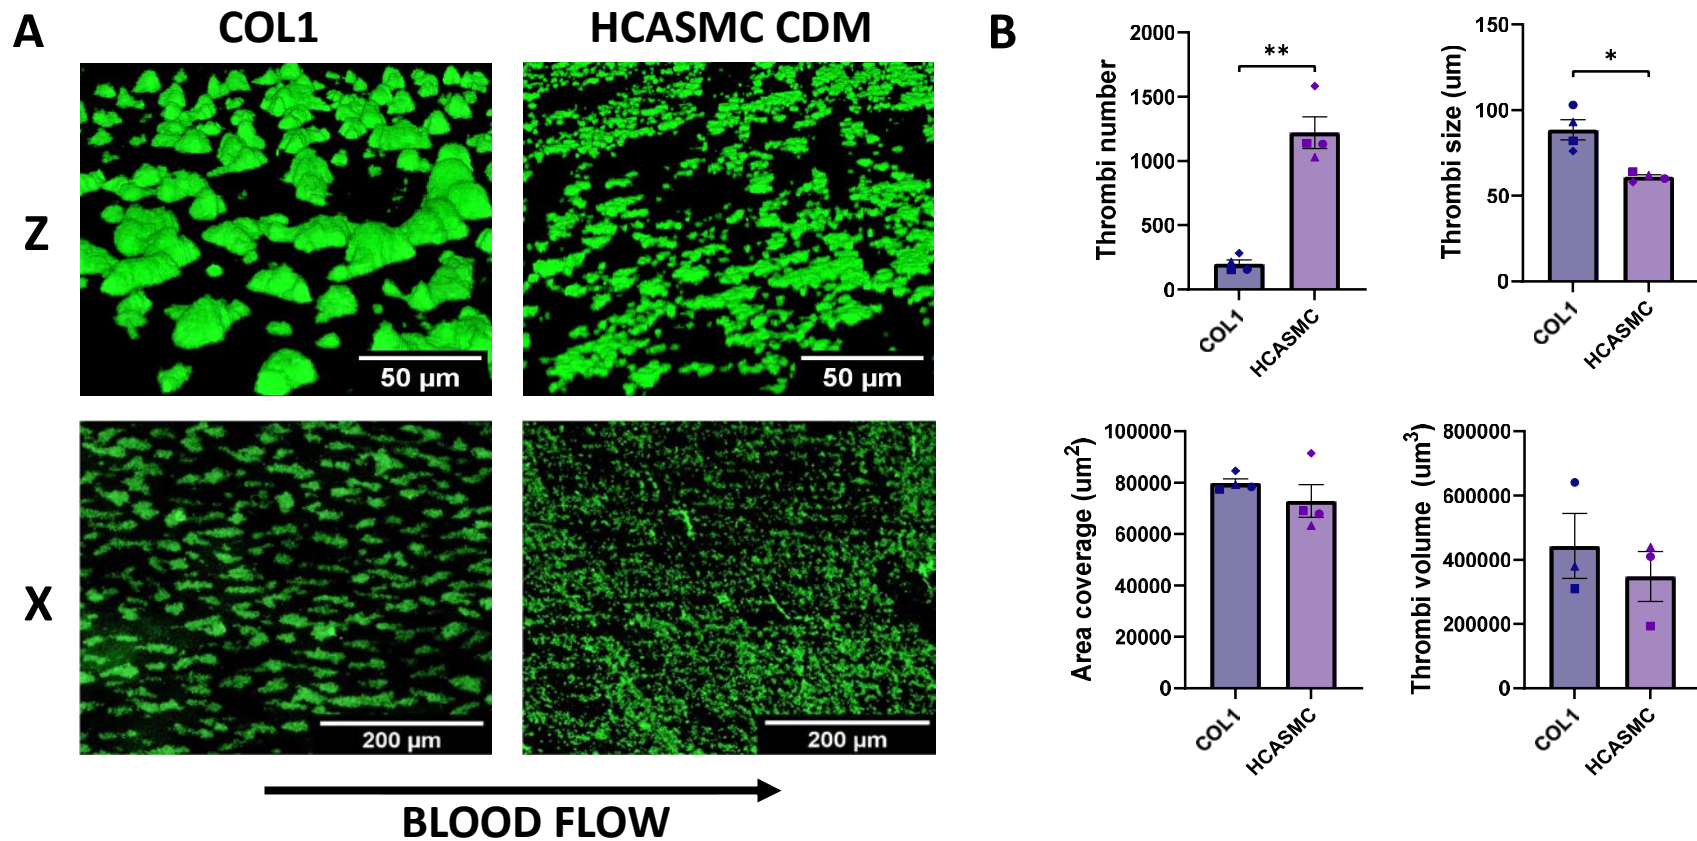 A
COL1
HCASMC CDM
Z
50 µm
50 µm
X
200 µm
200 µm
BLOOD FLOW
B
Thrombi number
2000
1500
1000
500
0
**
COL1
HCASMC
Thrombi size (um)
150
100
50
0
*
COL1
HCASMC
Area coverage (um²)
100000
80000
60000
40000
20000
0
COL1
HCASMC
Thrombi volume (um³)
800000
600000
400000
200000
0
COL1
HCASMC